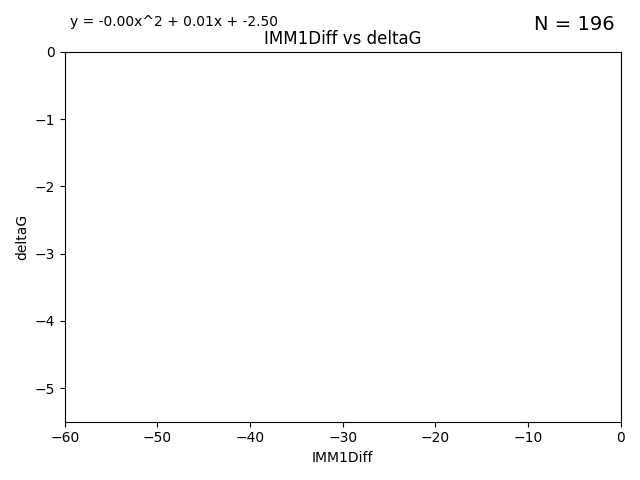 y = -0.00x^2 + 0.01x + -2.50
N = 196
IMM1Diff vs deltaG
0
−1
−2
−3
−4
−5
deltaG
−60 −50 −40 −30 −20 −10 0
IMM1Diff